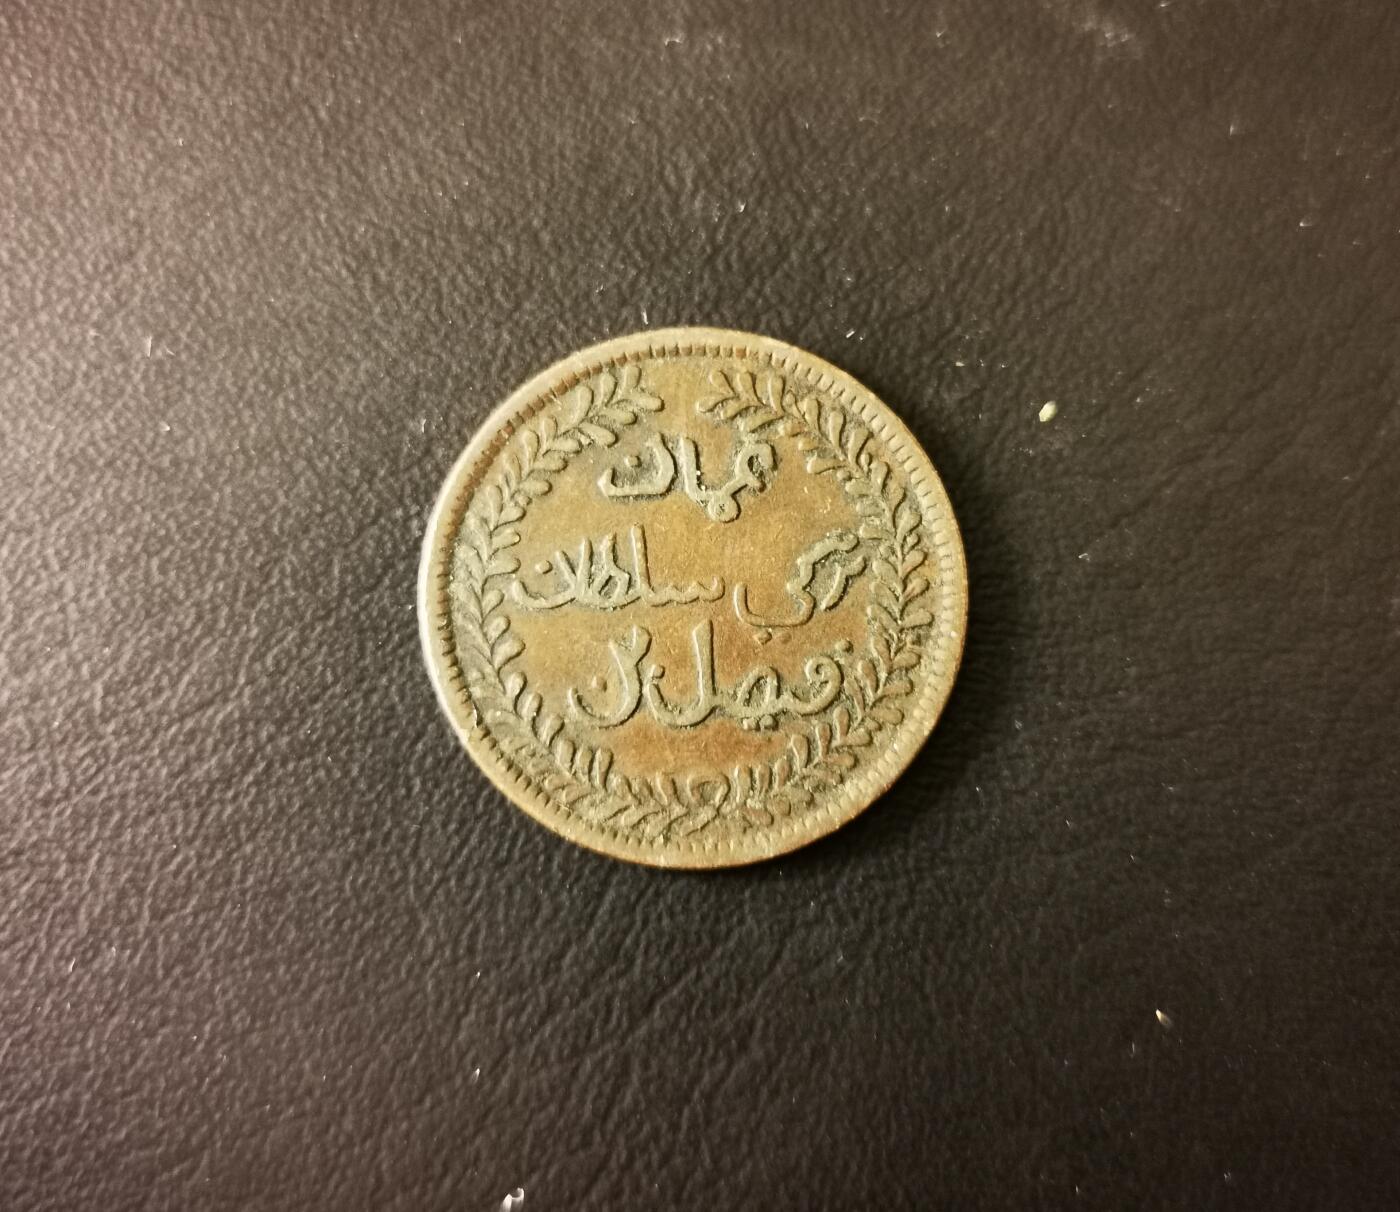 عمان
تركي سلطان
فيصل بن